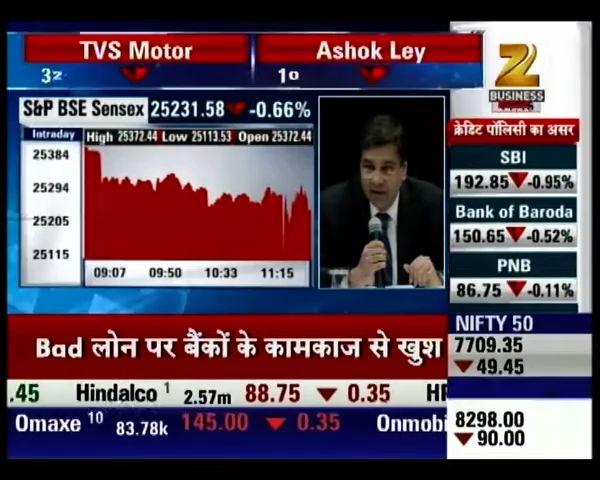 TVS Motor
Ashok Ley
1
BUSINESS
S&P BSE Sensex 25231.58 -0.66%
Intraday High 25372.44 Low 25113.53 Open 25372.44
25384
25294
25205
25115
09:07 09:50 10:33 11:15
क्रेडिट पॉलिसी का असर
SBI
192.85 -0.95%
Bank of Baroda
150.65 -0.52%
PNB
86.75 -0.11%
NIFTY 50
7709.35
49.45
Bad लोन पर बैंकों के कामकाज से खुश
.45 Hindalco 1 2.57m 88.75 0.35
Omaxe 10 83.78k 145.00 0.35 Onmobi
8298.00
90.00